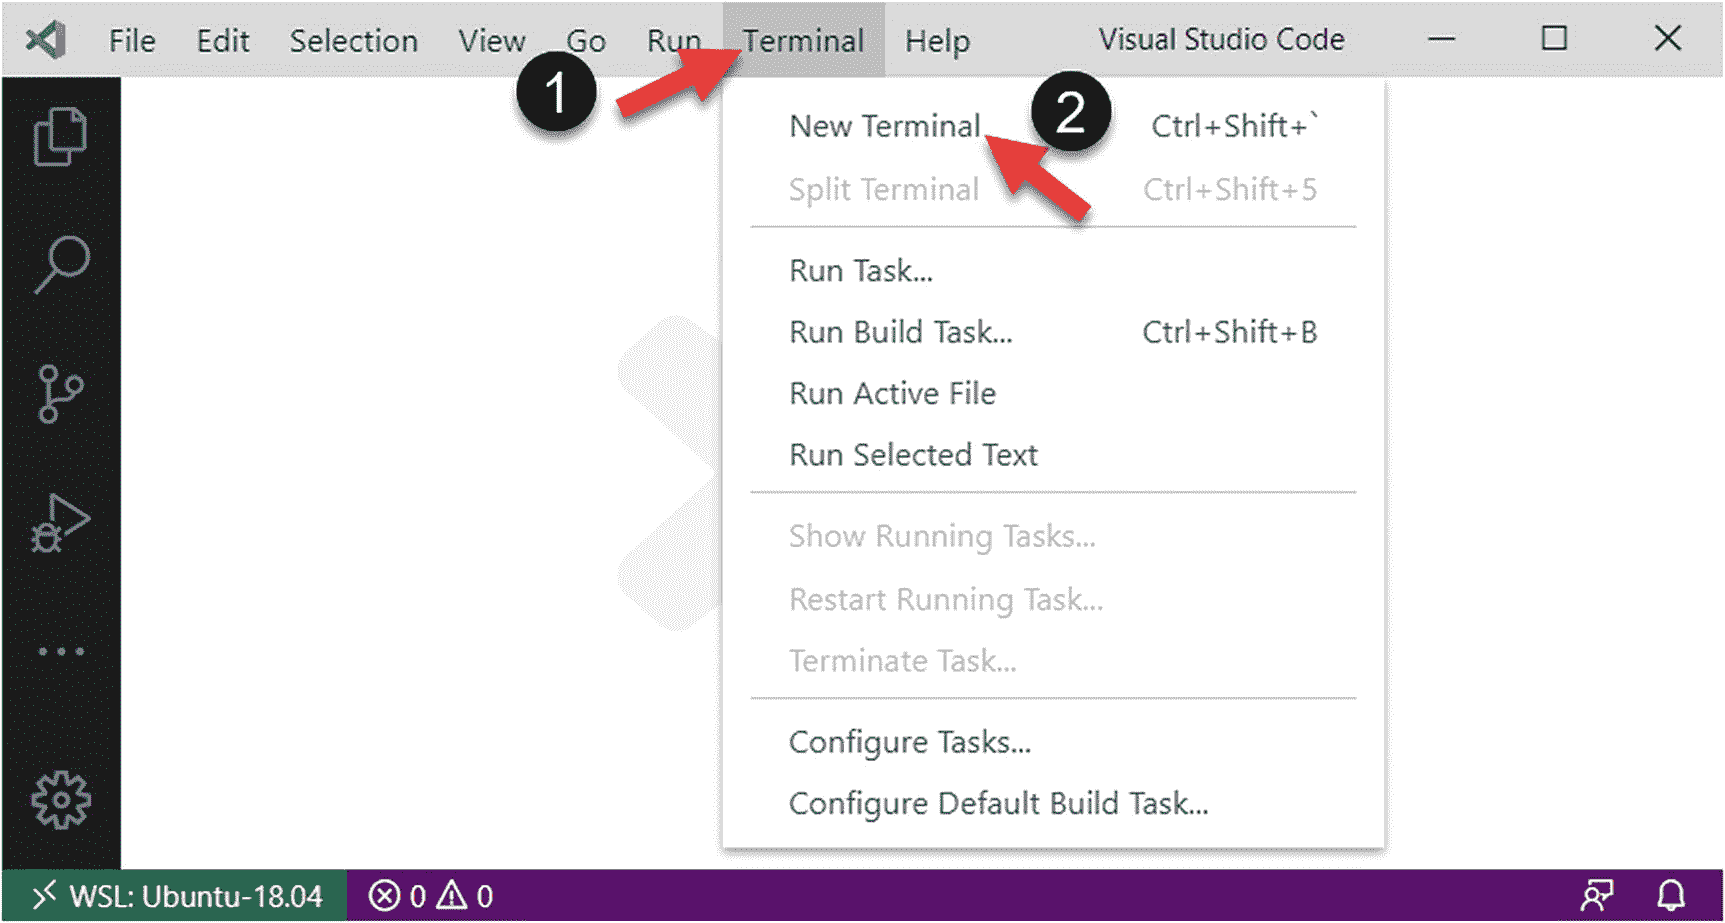 File Edit Selection View Go Run Terminal Help Visual Studio Code
1
2
New Terminal Ctrl+Shift+`
Split Terminal Ctrl+Shift+5
Run Task...
Run Build Task... Ctrl+Shift+B
Run Active File
Run Selected Text
Show Running Tasks...
Restart Running Task...
Terminate Task...
Configure Tasks...
Configure Default Build Task...
WSL: Ubuntu-18.04 0 0